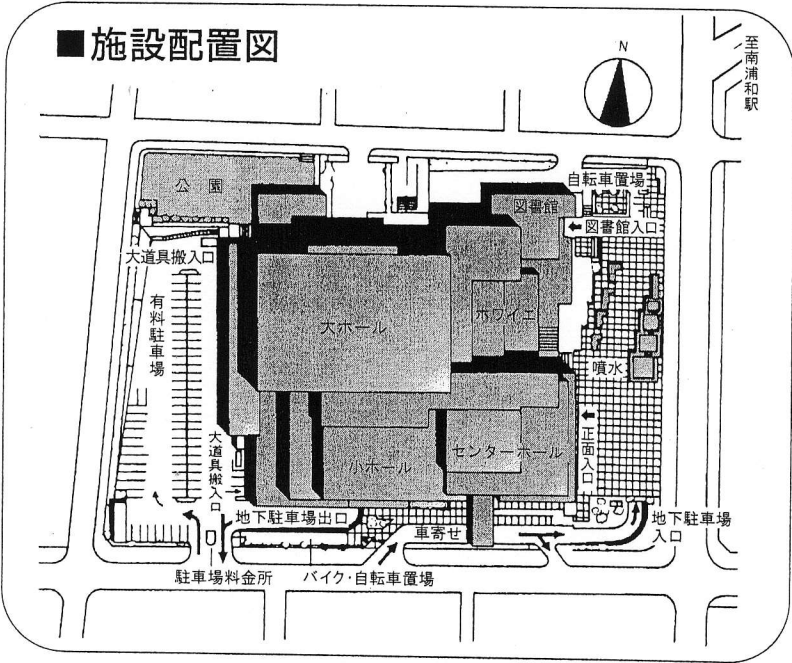 ■施設配置図
N
至南浦和駅
公園
自転車置場
図書館
図書館入口
大道具搬入口
有料駐車場
大ホール
ホワイエ
噴水
正面入口
大道具搬入口
小ホール
センターホール
地下駐車場出口
車寄せ
地下駐車場
入口
駐車場料金所
バイク・自転車置場